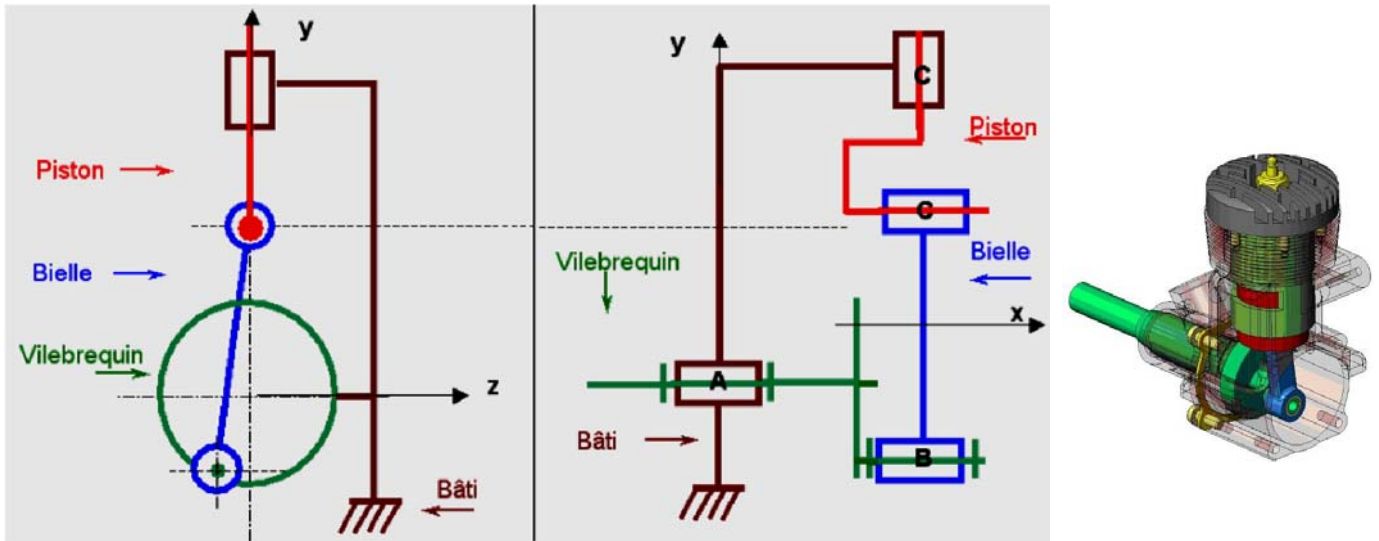 y
Piston
Bielle
Vilebrequin
z
Bâti
y
C
Piston
C
Vilebrequin
Bielle
x
A
Bâti
B